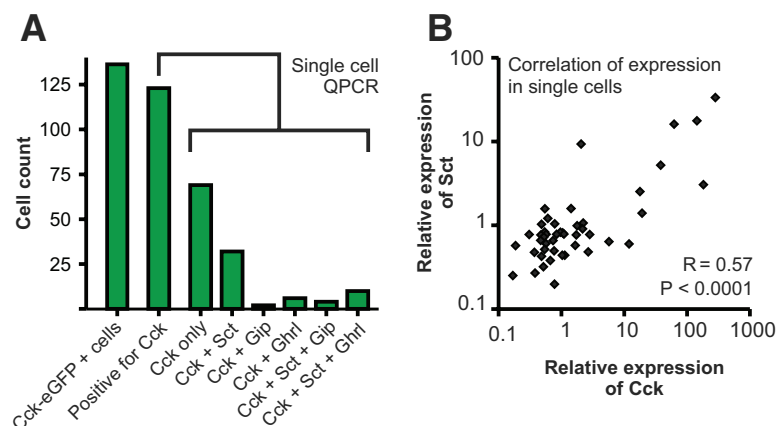 A
Cell count
125
100
75
50
25
Single cell
QPCR
Cck-eGFP + cells
Positive for Cck
Cck only
Cck + Sct
Cck + Gip
Cck + Ghrl
Cck + Sct + Gip
Cck + Sct + Ghrl
B
Relative expression
of Sct
100
10
1
0.1
Correlation of expression
in single cells
R = 0.57
P < 0.0001
0.1
1
10
100
1000
Relative expression
of Cck